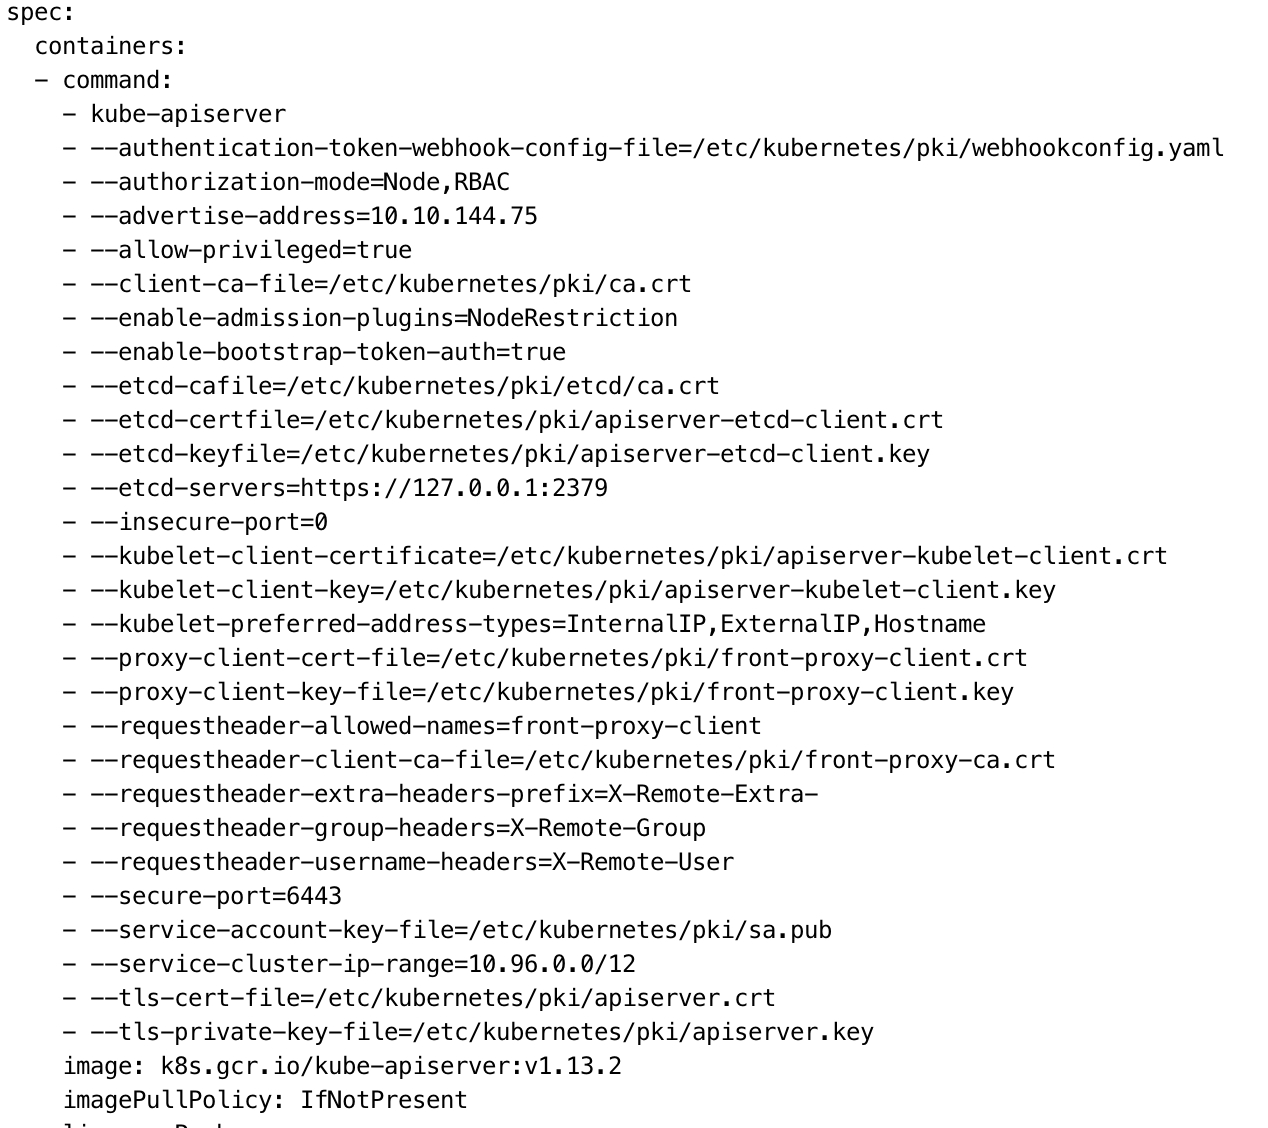 spec:
  containers:
  - command:
    - kube-apiserver
    - --authentication-token-webhook-config-file=/etc/kubernetes/pki/webhookconfig.yaml
    - --authorization-mode=Node,RBAC
    - --advertise-address=10.10.144.75
    - --allow-privileged=true
    - --client-ca-file=/etc/kubernetes/pki/ca.crt
    - --enable-admission-plugins=NodeRestriction
    - --enable-bootstrap-token-auth=true
    - --etcd-cafile=/etc/kubernetes/pki/etcd/ca.crt
    - --etcd-certfile=/etc/kubernetes/pki/apiserver-etcd-client.crt
    - --etcd-keyfile=/etc/kubernetes/pki/apiserver-etcd-client.key
    - --etcd-servers=https://127.0.0.1:2379
    - --insecure-port=0
    - --kubelet-client-certificate=/etc/kubernetes/pki/apiserver-kubelet-client.crt
    - --kubelet-client-key=/etc/kubernetes/pki/apiserver-kubelet-client.key
    - --kubelet-preferred-address-types=InternalIP,ExternalIP,Hostname
    - --proxy-client-cert-file=/etc/kubernetes/pki/front-proxy-client.crt
    - --proxy-client-key-file=/etc/kubernetes/pki/front-proxy-client.key
    - --requestheader-allowed-names=front-proxy-client
    - --requestheader-client-ca-file=/etc/kubernetes/pki/front-proxy-ca.crt
    - --requestheader-extra-headers-prefix=X-Remote-Extra-
    - --requestheader-group-headers=X-Remote-Group
    - --requestheader-username-headers=X-Remote-User
    - --secure-port=6443
    - --service-account-key-file=/etc/kubernetes/pki/sa.pub
    - --service-cluster-ip-range=10.96.0.0/12
    - --tls-cert-file=/etc/kubernetes/pki/apiserver.crt
    - --tls-private-key-file=/etc/kubernetes/pki/apiserver.key
    image: k8s.gcr.io/kube-apiserver:v1.13.2
    imagePullPolicy: IfNotPresent